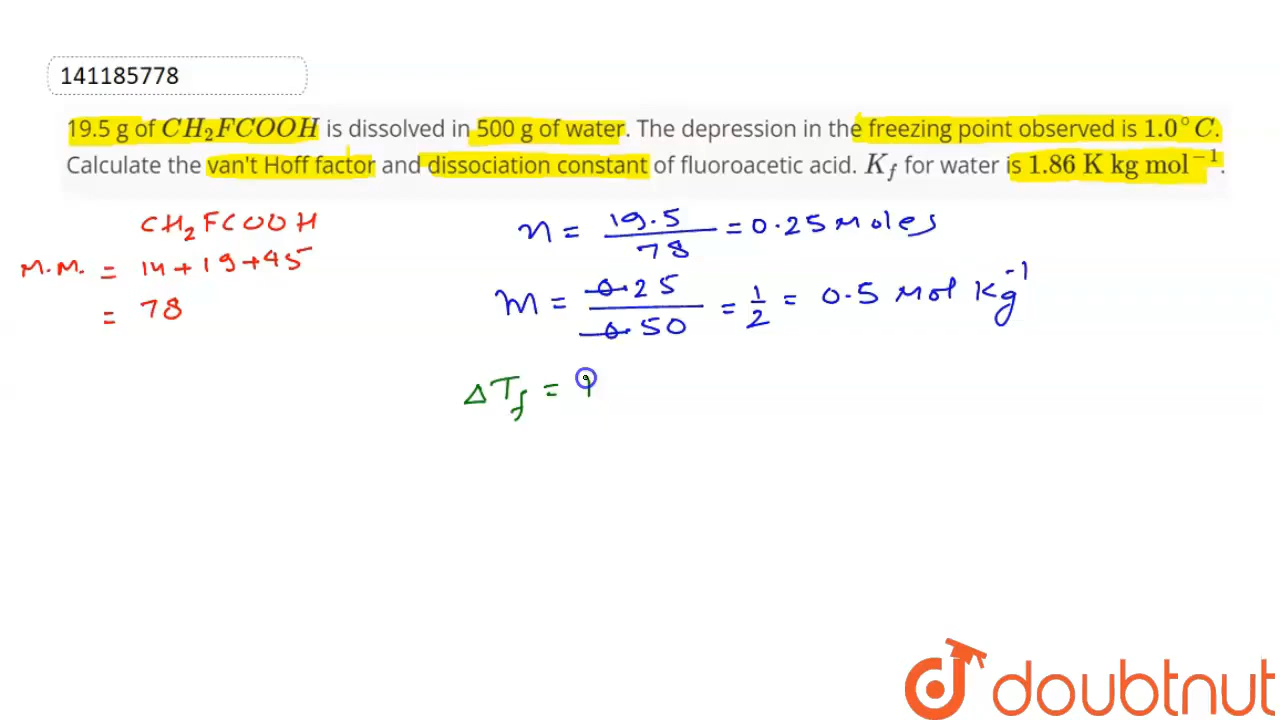 141185778
19.5 g of CH₂FCOOH is dissolved in 500 g of water. The depression in the freezing point observed is 1.0°C.
Calculate the van't Hoff factor and dissociation constant of fluoroacetic acid. K_f for water is 1.86 K kg mol⁻¹.
CH₂FCOOH
M.M. = 14+19+45
= 78
n = 19.5/78 = 0.25 moles
m = 0.25/0.50 = 1/2 = 0.5 mol Kg⁻¹
ΔT_f =
doubtnut